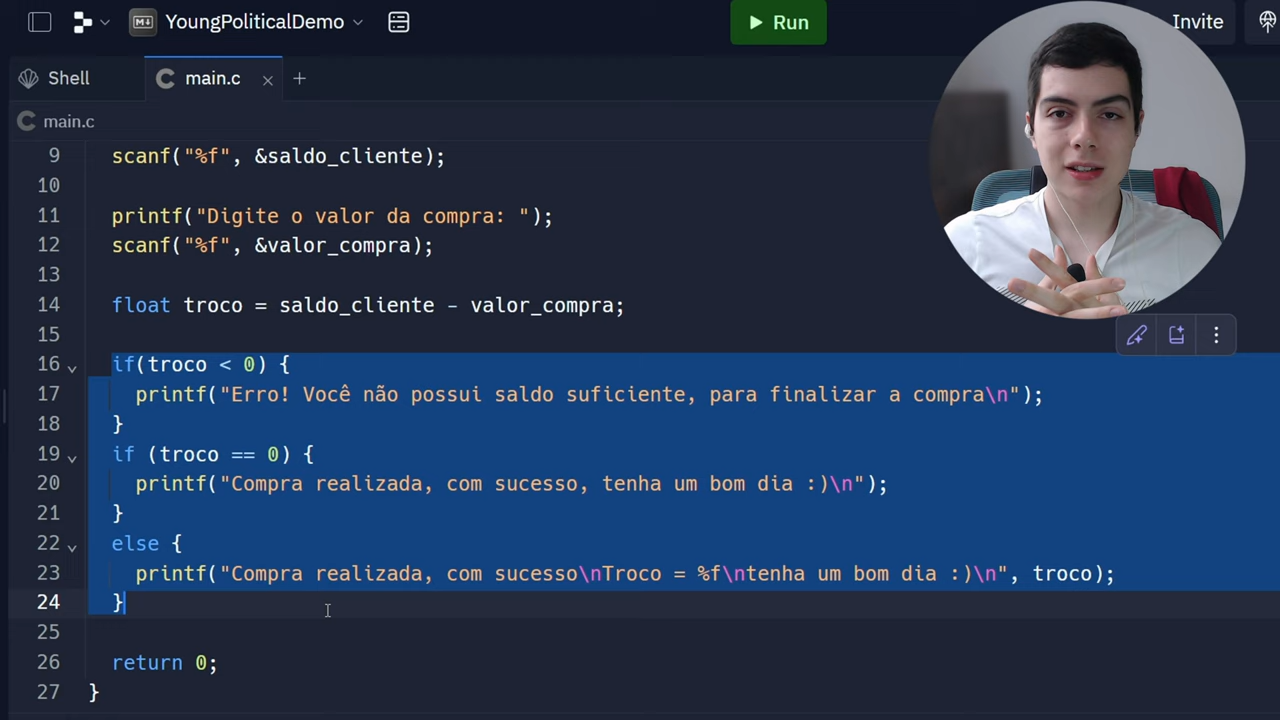 YoungPoliticalDemo
Run
Invite
Shell
main.c
main.c
9 scanf("%f", &saldo_cliente);
10
11 printf("Digite o valor da compra: ");
12 scanf("%f", &valor_compra);
13
14 float troco = saldo_cliente - valor_compra;
15
16 if(troco < 0) {
17 printf("Erro! Você não possui saldo suficiente, para finalizar a compra\n");
18 }
19 if (troco == 0) {
20 printf("Compra realizada, com sucesso, tenha um bom dia :)\n");
21 }
22 else {
23 printf("Compra realizada, com sucesso\nTroco = %f\ntenha um bom dia :)\n", troco);
24 }
25
26 return 0;
27 }